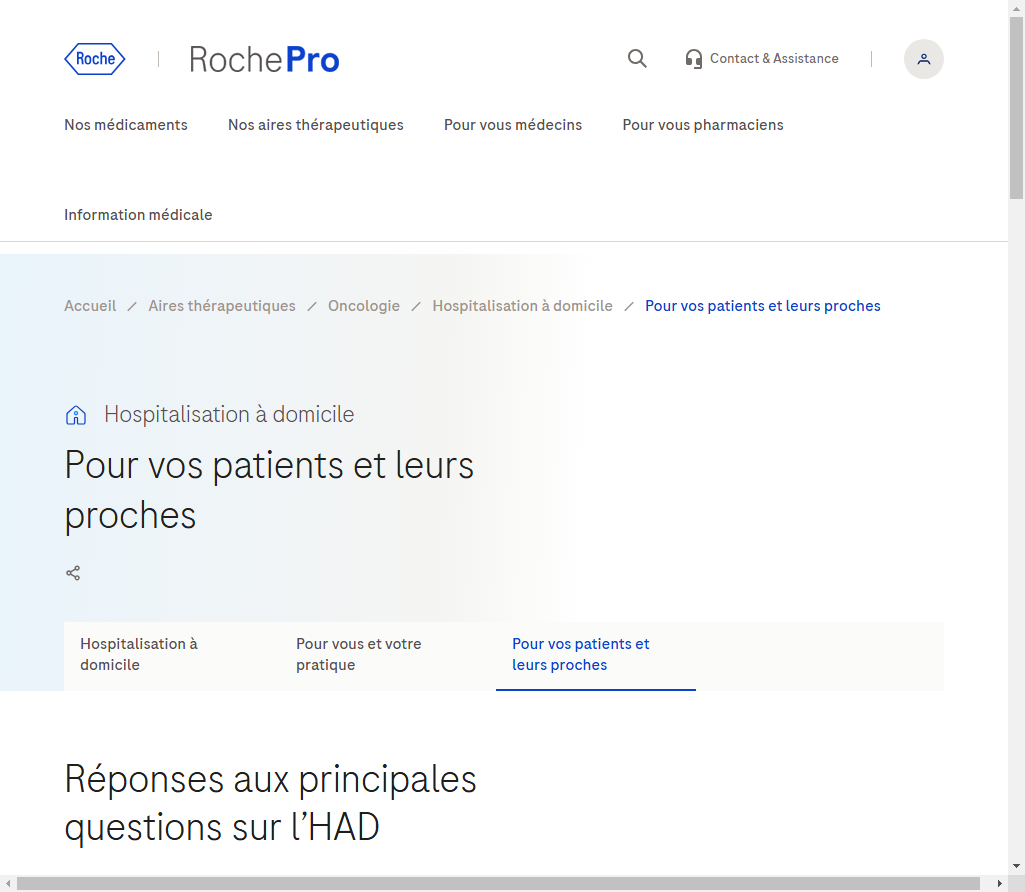 Roche
RochePro
Contact & Assistance
Nos médicaments
Nos aires thérapeutiques
Pour vous médecins
Pour vous pharmaciens
Information médicale
Accueil / Aires thérapeutiques / Oncologie / Hospitalisation à domicile / Pour vos patients et leurs proches
Hospitalisation à domicile
Pour vos patients et leurs
proches
Hospitalisation à
domicile
Pour vous et votre
pratique
Pour vos patients et
leurs proches
Réponses aux principales
questions sur l’HAD